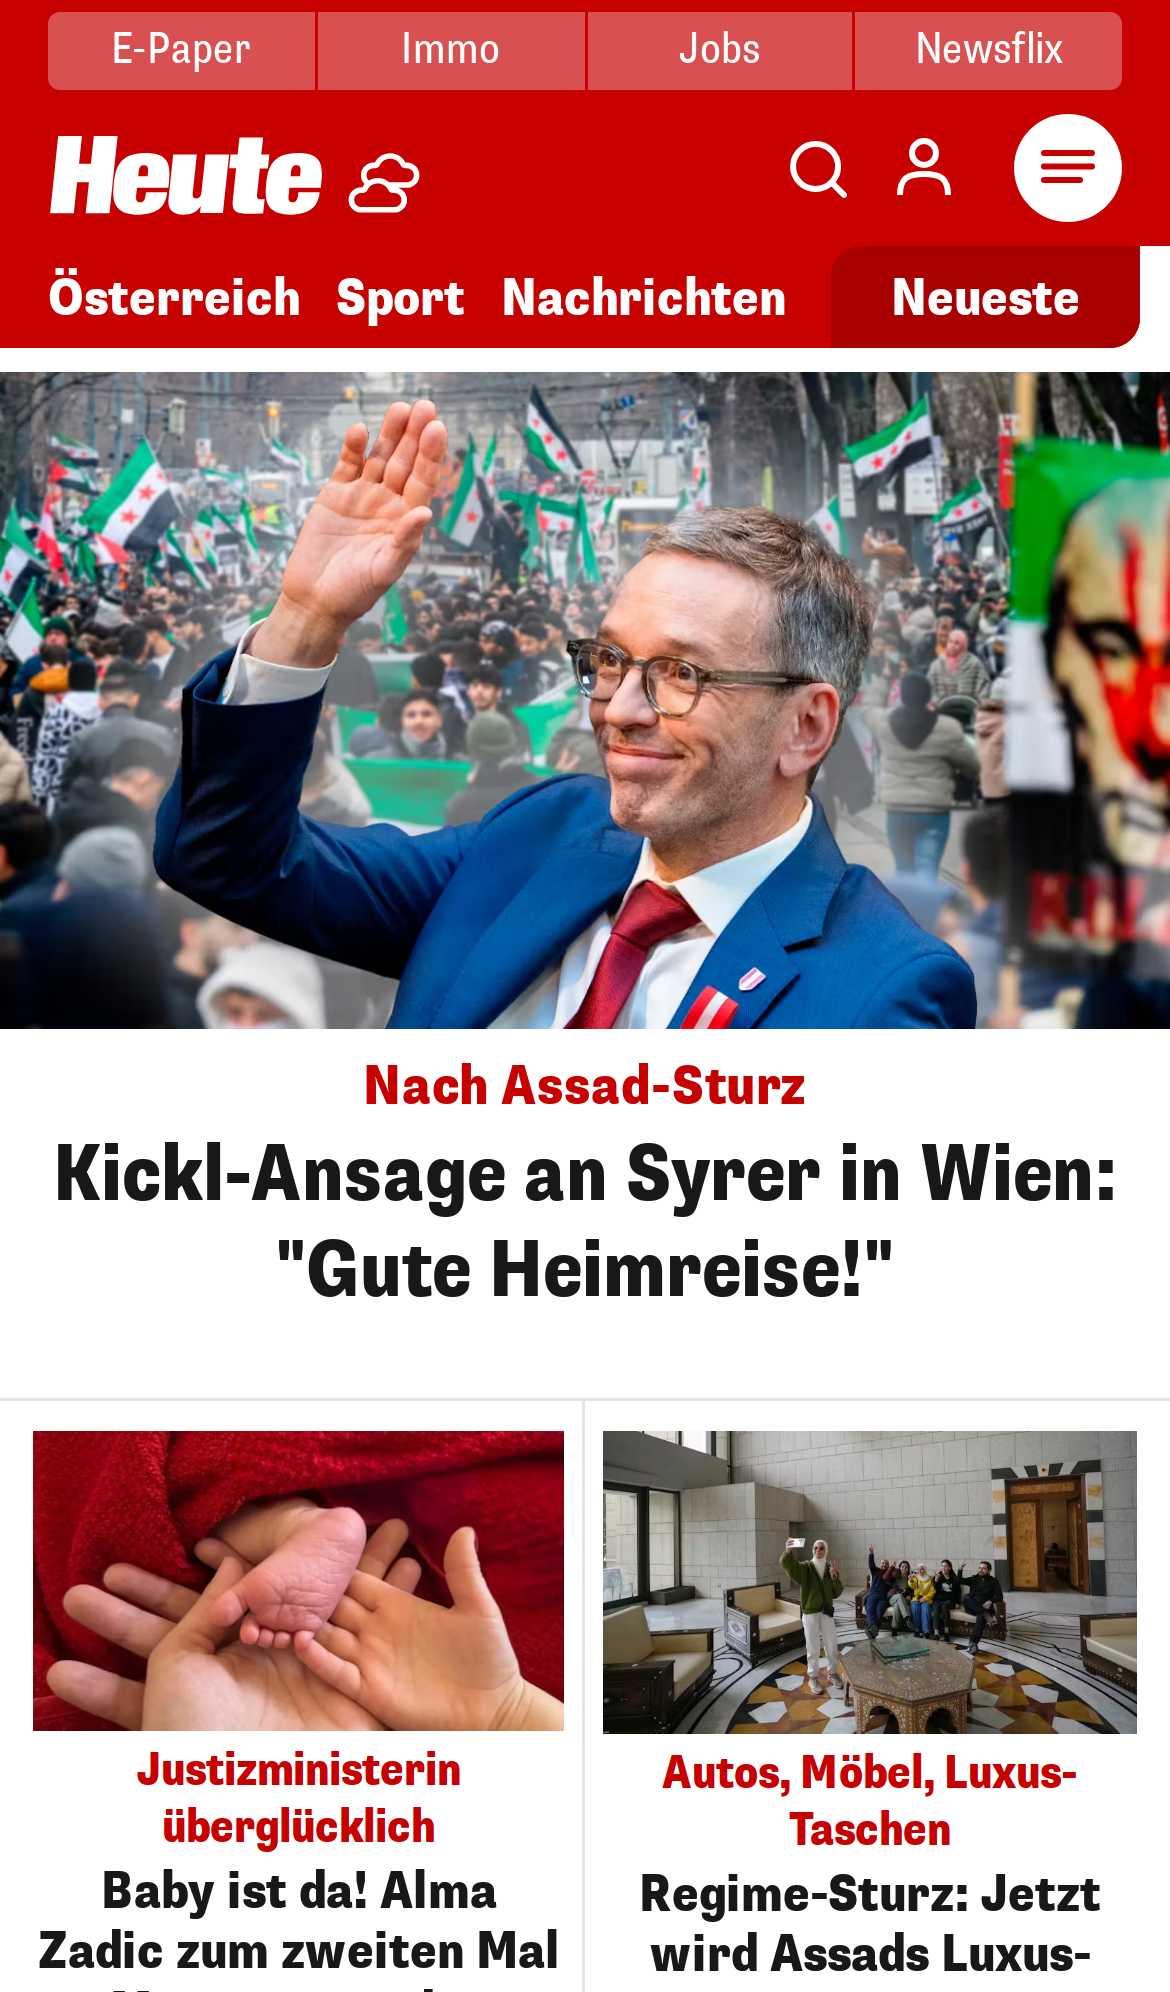 E-Paper
Immo
Jobs
Newsflix
Heute
Österreich
Sport
Nachrichten
Neueste
Nach Assad-Sturz
Kickl-Ansage an Syrer in Wien:
"Gute Heimreise!"
Justizministerin
überglücklich
Baby ist da! Alma
Zadic zum zweiten Mal
Autos, Möbel, Luxus-
Taschen
Regime-Sturz: Jetzt
wird Assads Luxus-